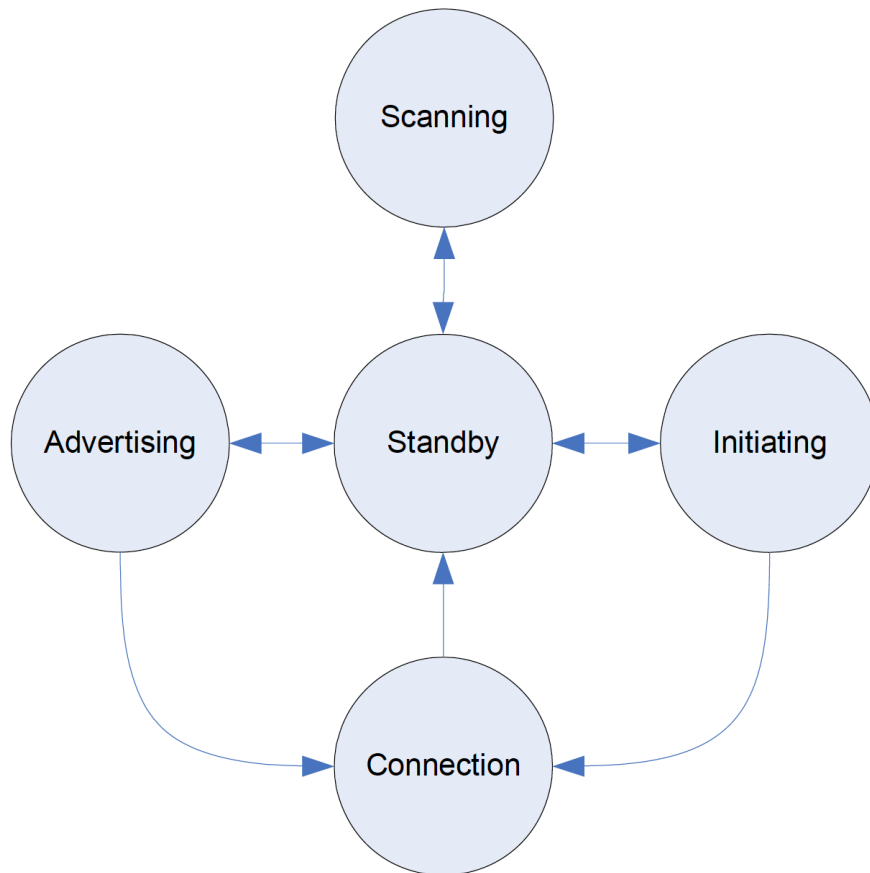 Scanning
Advertising
Standby
Initiating
Connection